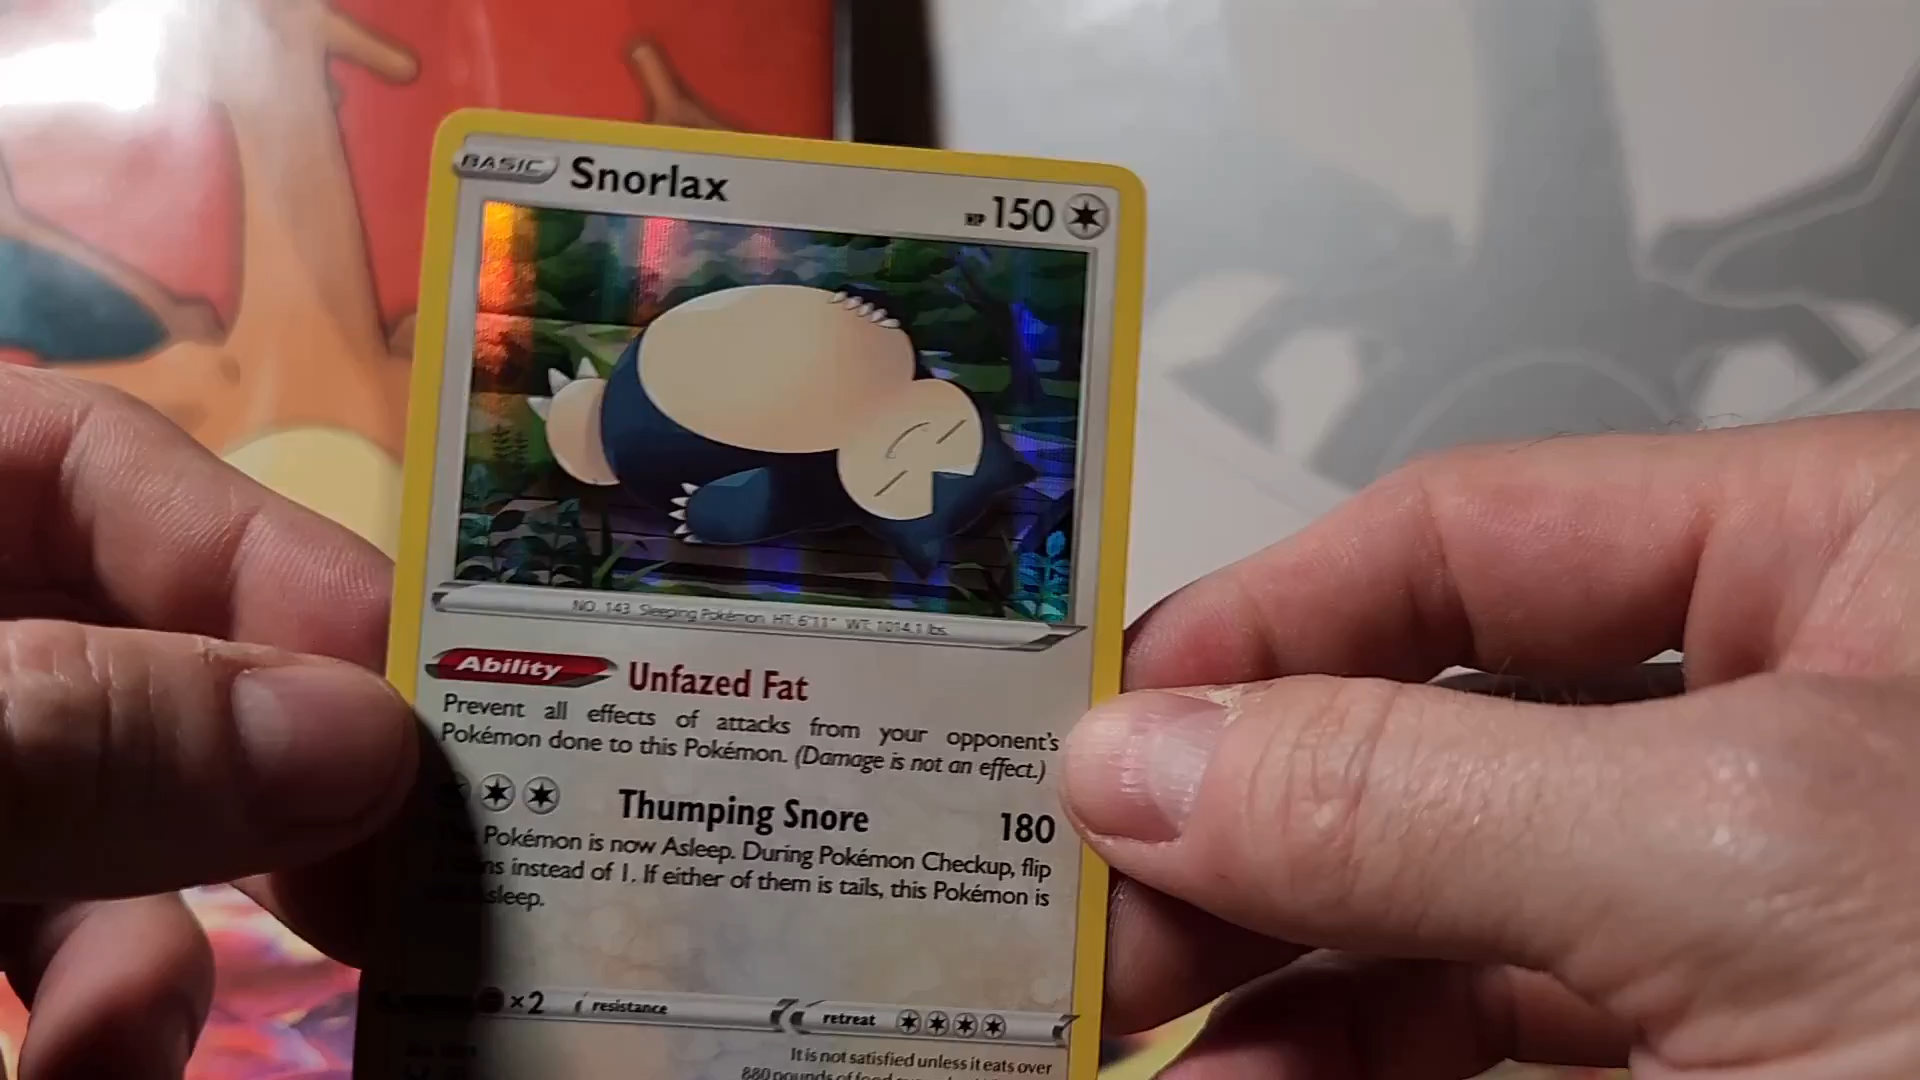 BASIC Snorlax HP 150
NO. 143 Sleeping Pokémon HT: 6'11" WT: 1014.1 lbs.
Ability Unfazed Fat
Prevent all effects of attacks from your opponent's
Pokémon done to this Pokémon. (Damage is not an effect.)
Thumping Snore 180
Pokémon is now Asleep. During Pokémon Checkup, flip
instead of 1. If either of them is tails, this Pokémon is
sleep.
×2 resistance retreat
It is not satisfied unless it eats over
880 pounds of food